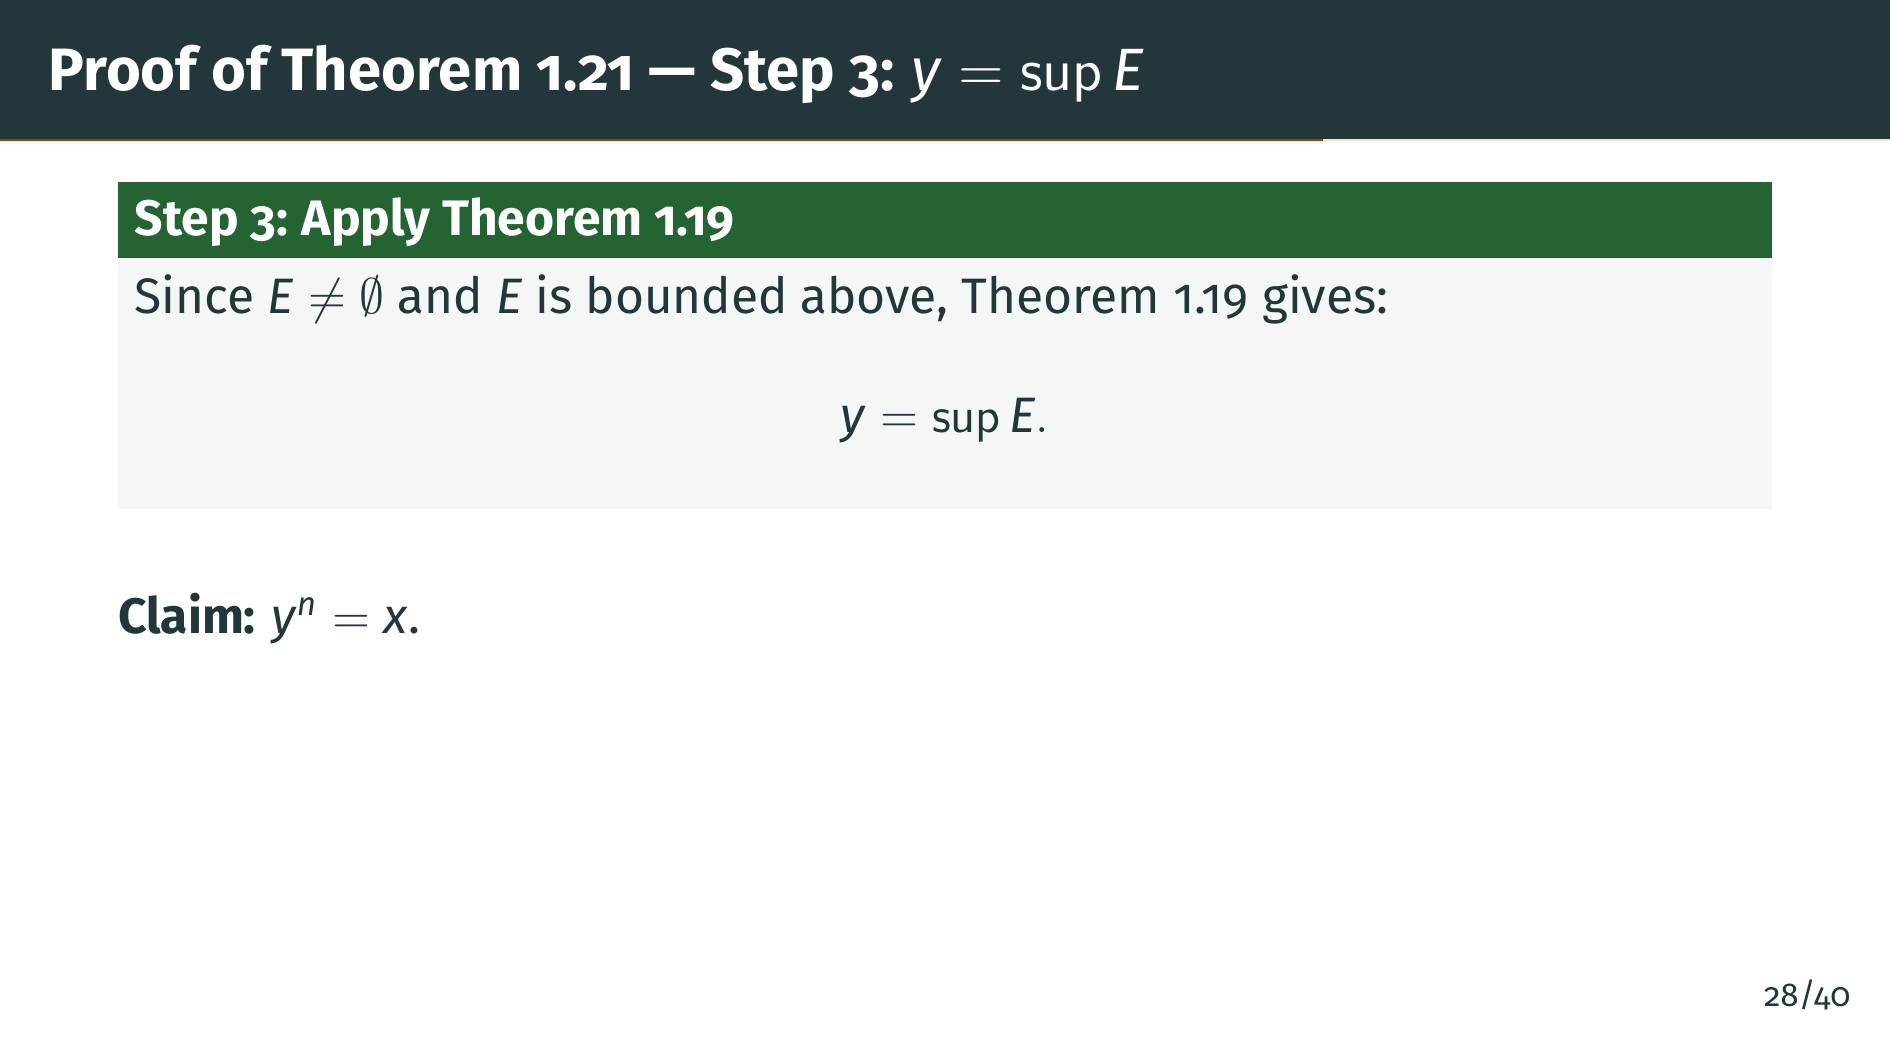 Proof of Theorem 1.21 — Step 3: y = sup E
Step 3: Apply Theorem 1.19
Since E ≠ ∅ and E is bounded above, Theorem 1.19 gives:
y = sup E.
Claim: yⁿ = x.
28/40